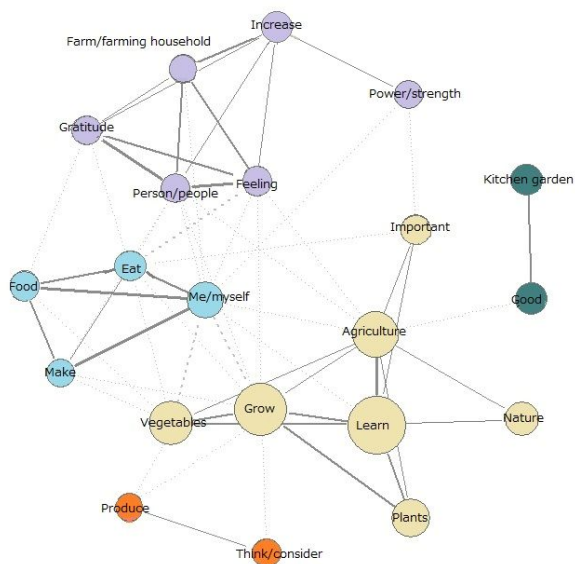 Increase
Farm/farming household
Power/strength
Gratitude
Kitchen garden
Feeling
Person/people
Important
Eat
Food
Me/myself
Good
Agriculture
Make
Grow
Vegetables
Learn
Nature
Produce
Plants
Think/consider